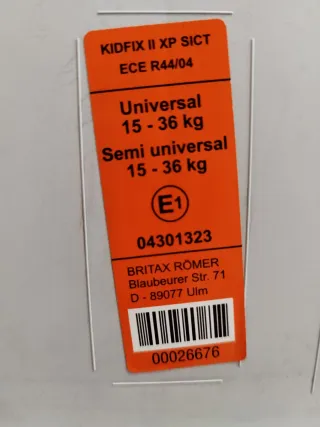 KIDFIX II XP SICT
ECE R44/04
Universal
15 - 36 kg
Semi universal
15 - 36 kg
E1
04301323
BRITAX RÖMER
Blaubeurer Str. 71
D - 89077 Ulm
00026676